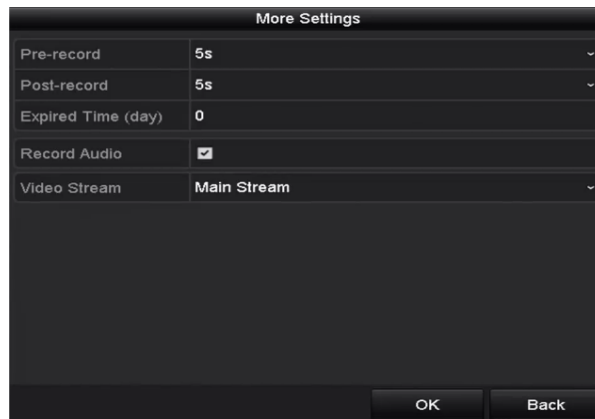 More Settings
Pre-record 5s
Post-record 5s
Expired Time (day) 0
Record Audio
Video Stream Main Stream
OK Back